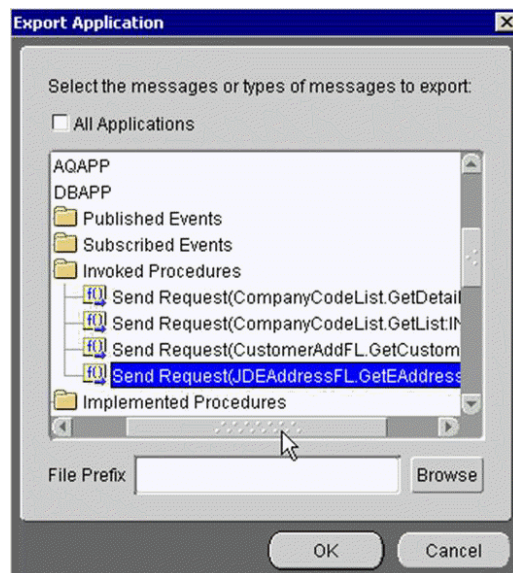 Export Application
Select the messages or types of messages to export:
All Applications
AQAPP
DBAPP
Published Events
Subscribed Events
Invoked Procedures
f() Send Request(CompanyCodeList.GetDetail
f() Send Request(CompanyCodeList.GetList:IN
f() Send Request(CustomerAddFL.GetCustom
f() Send Request(JDEAddressFL.GetEAddress
Implemented Procedures
File Prefix
Browse
OK
Cancel